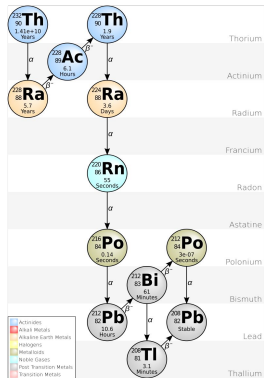 232 Th
90
1.41e+10
Years
228 Th
90
1.9
Years
Thorium
β⁻
228 Ac
89
6.1
Hours
α
α
Actinium
β⁻
228 Ra
88
5.7
Years
224 Ra
88
3.6
Days
Radium
α
Francium
220 Rn
86
55
Seconds
Radon
α
Astatine
216 Po
84
0.14
Seconds
212 Po
84
3e-07
Seconds
Polonium
β⁻
α
212 Bi
83
61
Minutes
α
Bismuth
β⁻
212 Pb
82
10.6
Hours
α
208 Pb
82
Stable
Lead
β⁻
208 Tl
81
3.1
Minutes
Thallium
Actinides
Alkali Metals
Alkaline Earth Metals
Halogens
Metalloids
Noble Gases
Post Transition Metals
Transition Metals